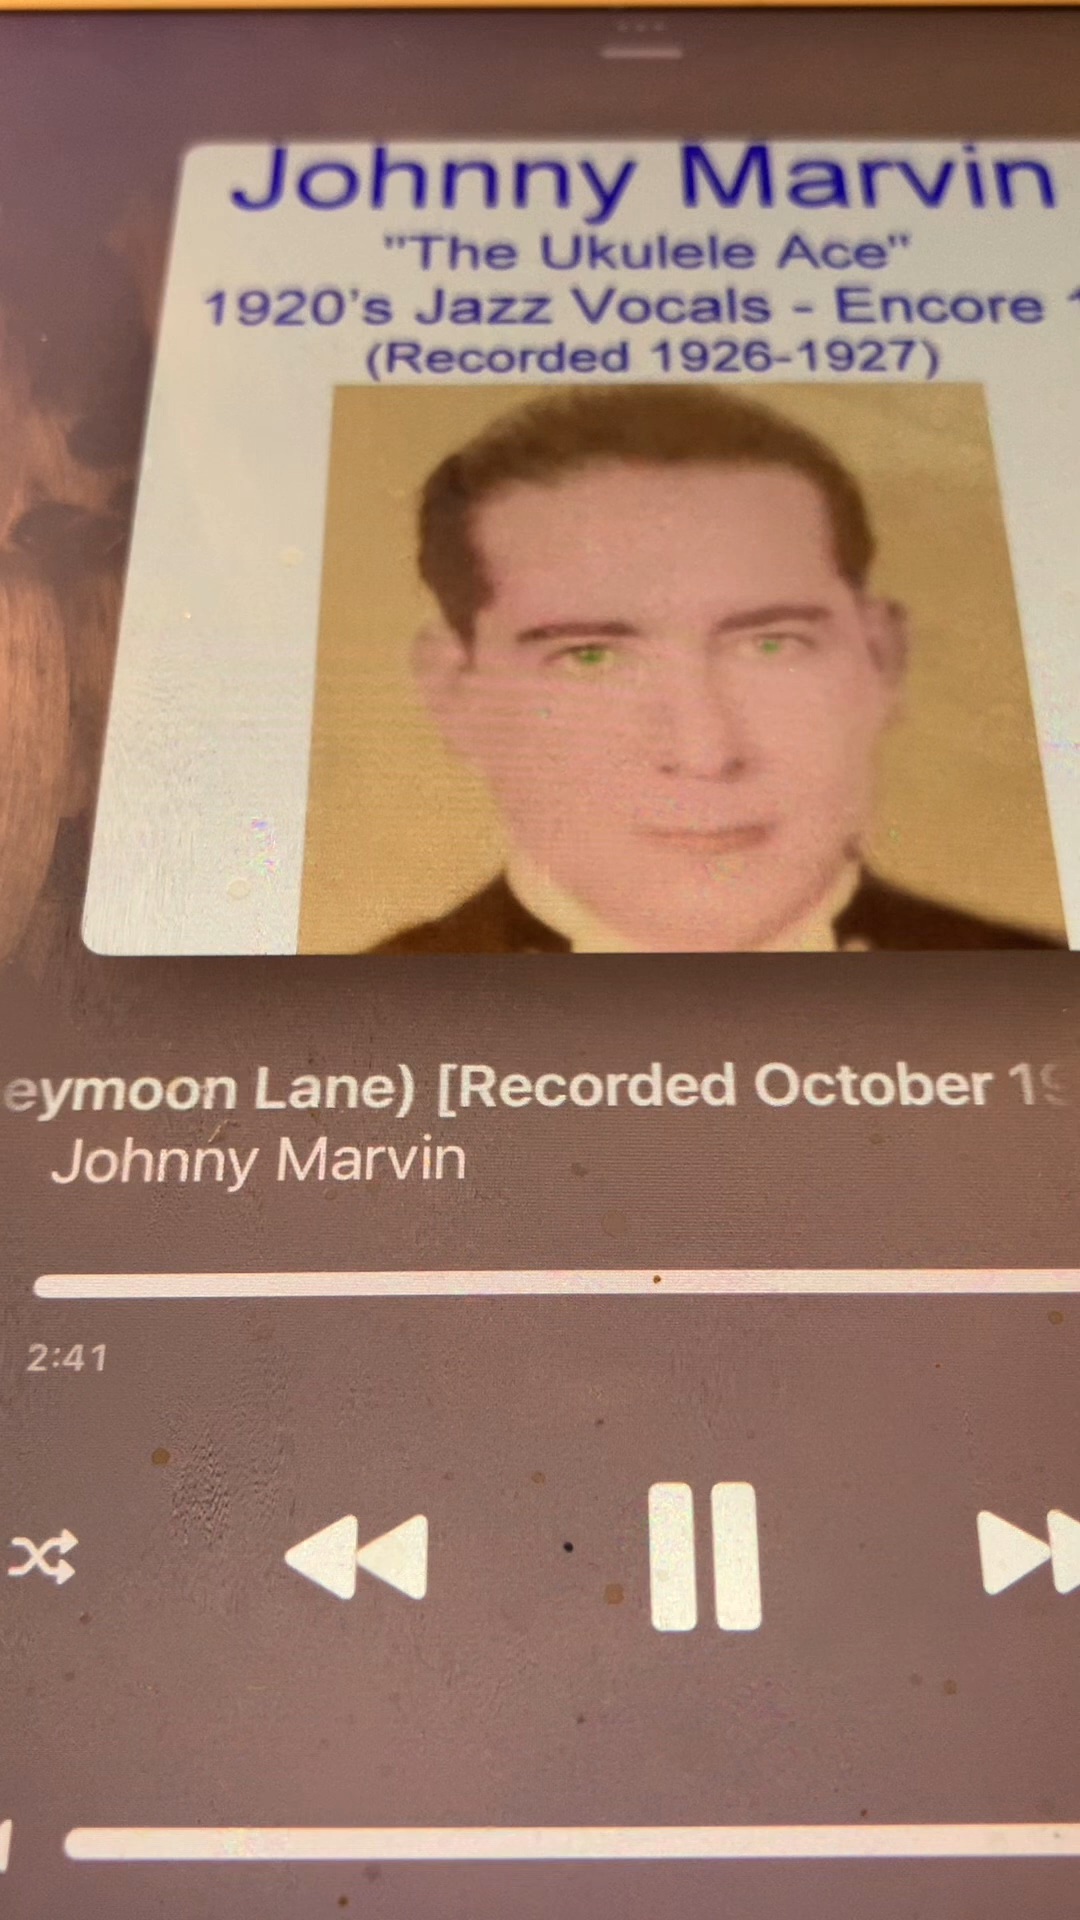 Johnny Marvin
"The Ukulele Ace"
1920's Jazz Vocals - Encore
(Recorded 1926-1927)
eymoon Lane) [Recorded October 19
Johnny Marvin
2:41